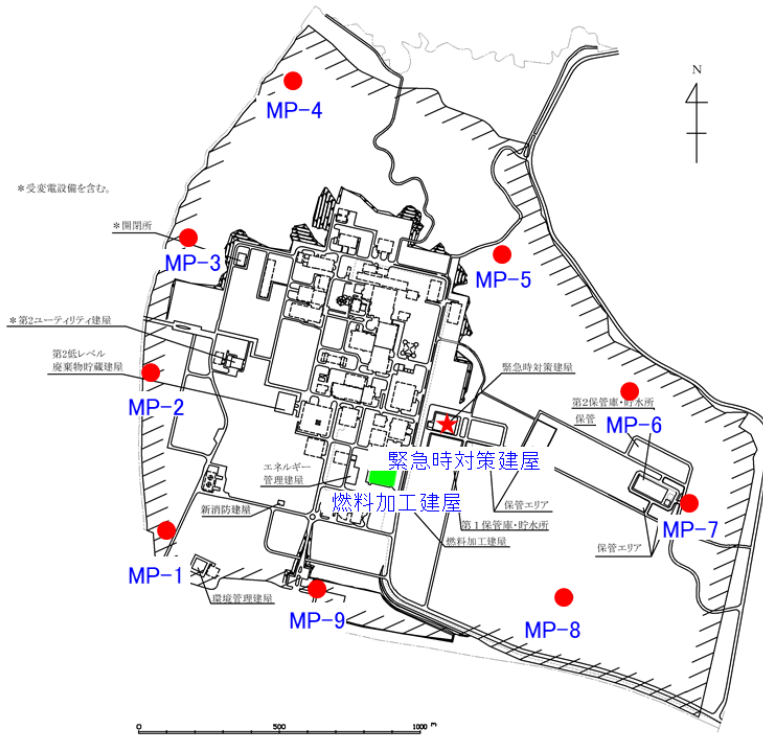 N
MP-4
＊受変電設備を含む。
＊開閉所
MP-3
MP-5
＊第2ユーティリティ建屋
第2低レベル
廃棄物貯蔵建屋
緊急時対策建屋
MP-2
第2保管庫・貯水所
保管
MP-6
緊急時対策建屋
エネルギー
管理建屋
燃料加工建屋
保管エリア
新消防建屋
第1保管庫・貯水所
MP-7
燃料加工建屋
保管エリア
MP-1
環境管理建屋
MP-9
MP-8
0 500 1000 m